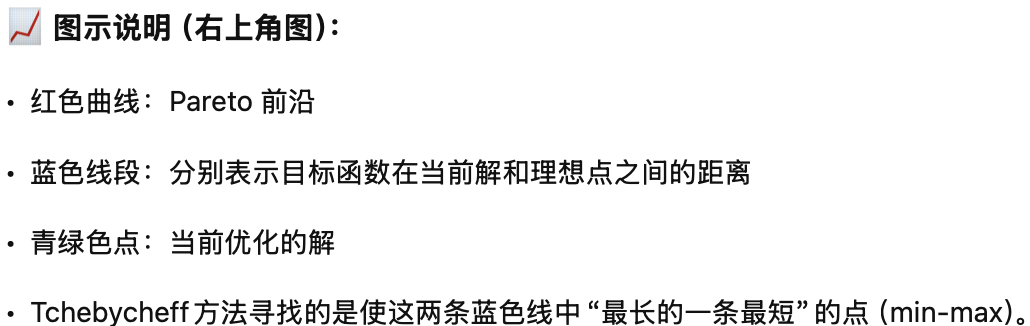 📈 图示说明（右上角图）：
• 红色曲线：Pareto 前沿
• 蓝色线段：分别表示目标函数在当前解和理想点之间的距离
• 青绿色点：当前优化的解
• Tchebycheff 方法寻找的是使这两条蓝色线中“最长的一条最短”的点（min-max）。